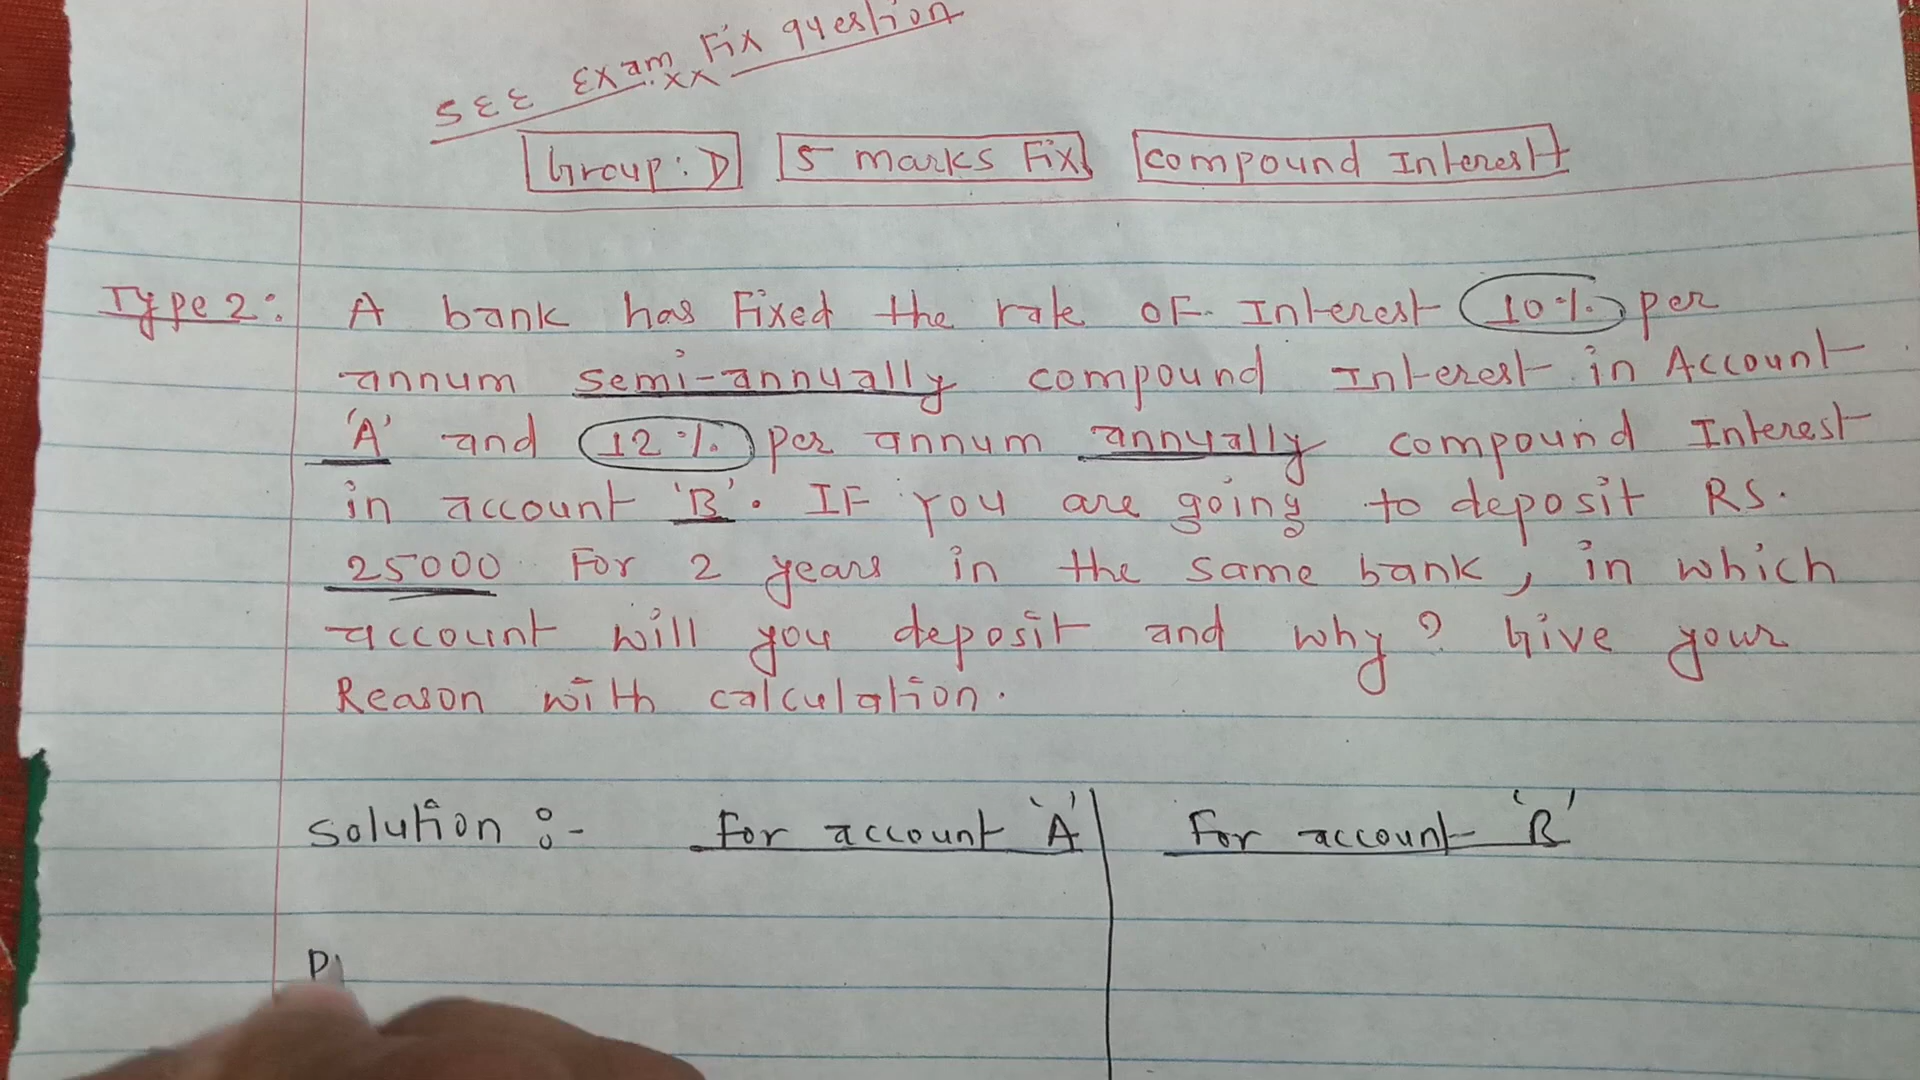 SEE Exam Fix question
Group: D 5 marks Fix compound Interest
Type 2: A bank has Fixed the rate of Interest 10% per
annum semi-annually compound Interest in Account
'A' and 12% per annum annually compound Interest
in account 'B'. IF you are going to deposit RS.
25000 For 2 years in the same bank, in which
account will you deposit and why? Give your
Reason with calculation.
Solution :- For account 'A' For account 'B'
P